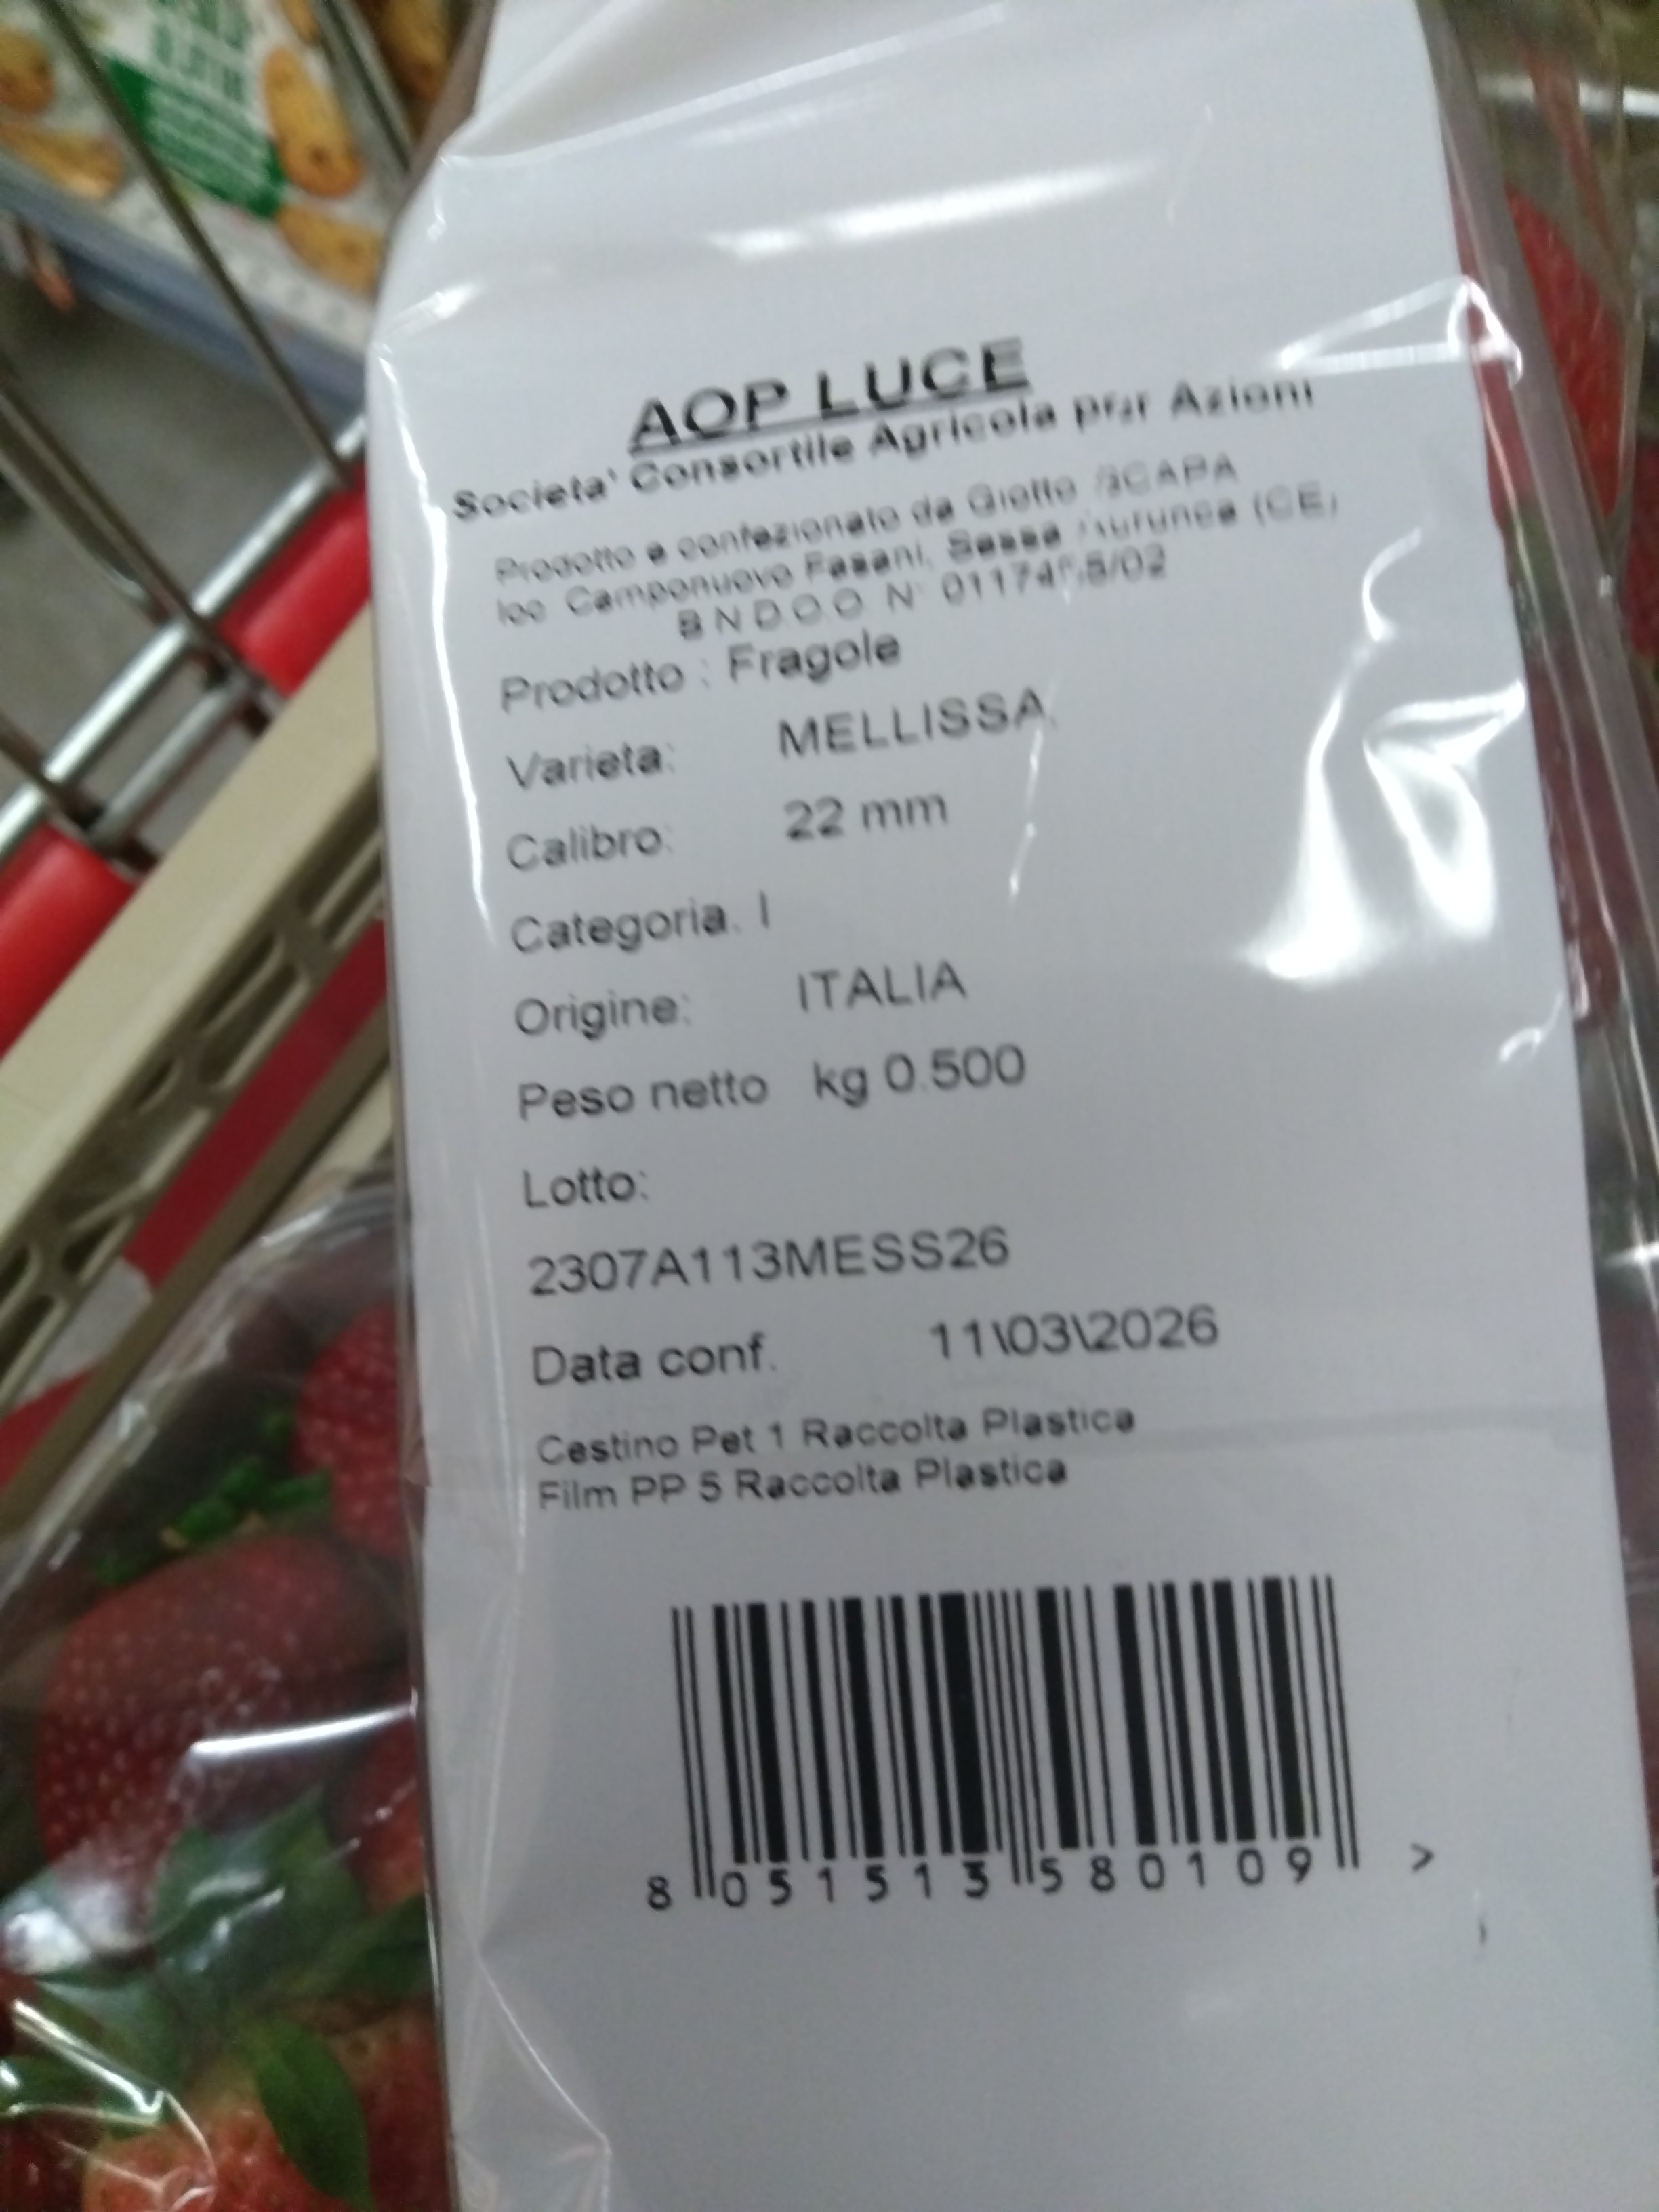 AOP LUCE
Societa' Consortile Agricola per Azioni
Prodotto e confezionato da Giotto SCAPA
loc Camponuovo Fasani, Sessa Aurunca (CE)
B N D O O N°
Prodotto : Fragole
Varieta: MELLISSA
Calibro: 22 mm
Categoria. I
Origine: ITALIA
Peso netto kg 0.500
Lotto:
2307A113MESS26
Data conf. 11\03\2026
Cestino Pet 1 Raccolta Plastica
Film PP 5 Raccolta Plastica
8 051513 580109 >